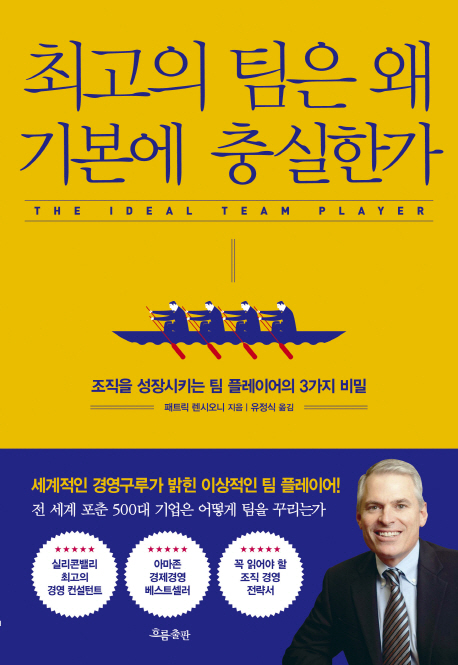 최고의 팀은 왜
기본에 충실한가
THE IDEAL TEAM PLAYER
조직을 성장시키는 팀 플레이어의 3가지 비밀
패트릭 렌시오니 지음 | 유정식 옮김
세계적인 경영구루가 밝힌 이상적인 팀 플레이어!
전 세계 포춘 500대 기업은 어떻게 팀을 꾸리는가
★★★★★
실리콘밸리
최고의
경영 컨설턴트
★★★★★
아마존
경제경영
베스트셀러
★★★★★
꼭 읽어야 할
조직 경영
전략서
흐름출판